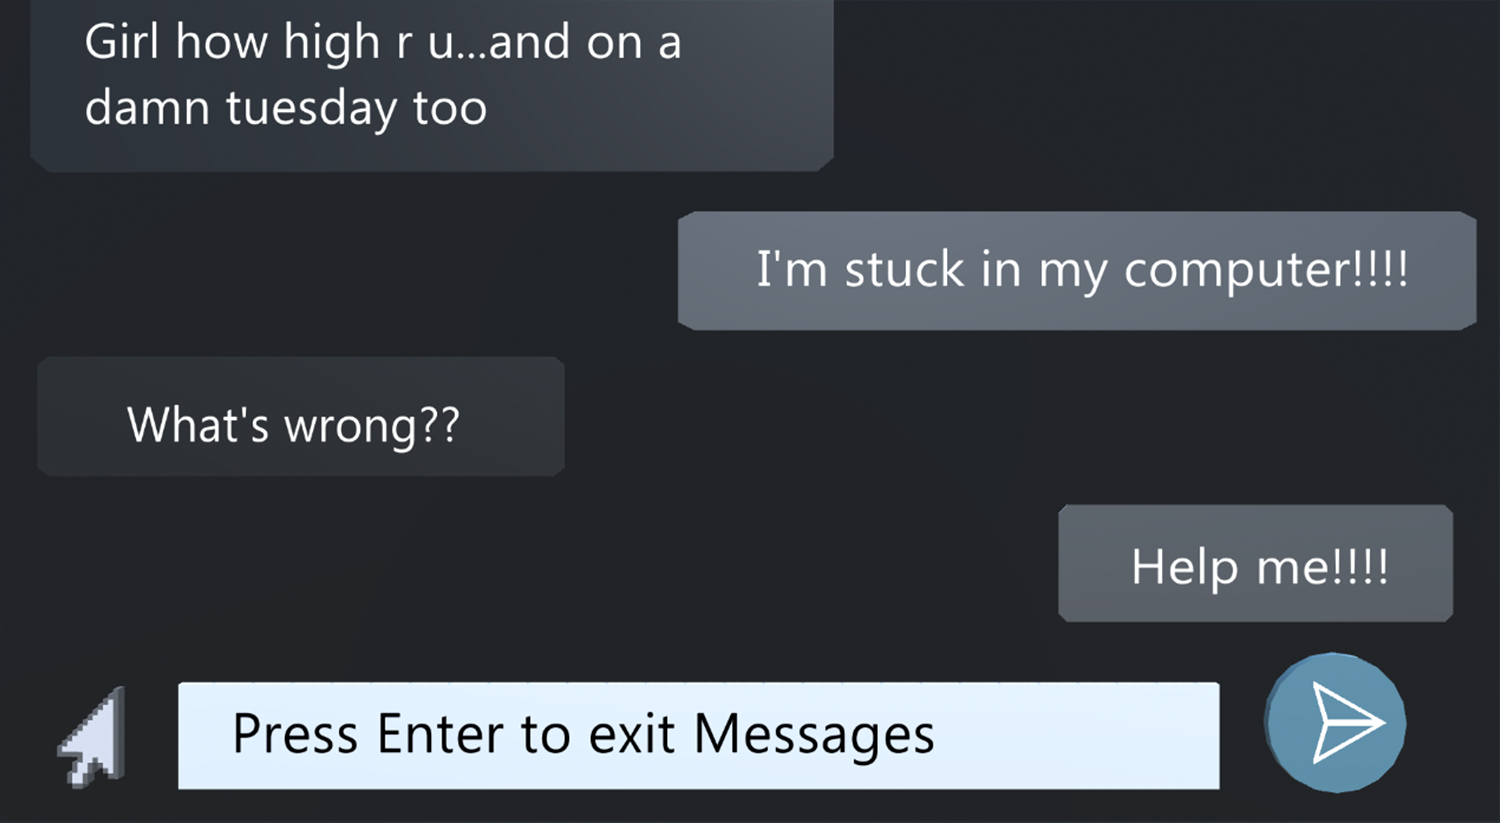 Girl how high r u...and on a
damn tuesday too
I'm stuck in my computer!!!!
What's wrong??
Help me!!!!
Press Enter to exit Messages